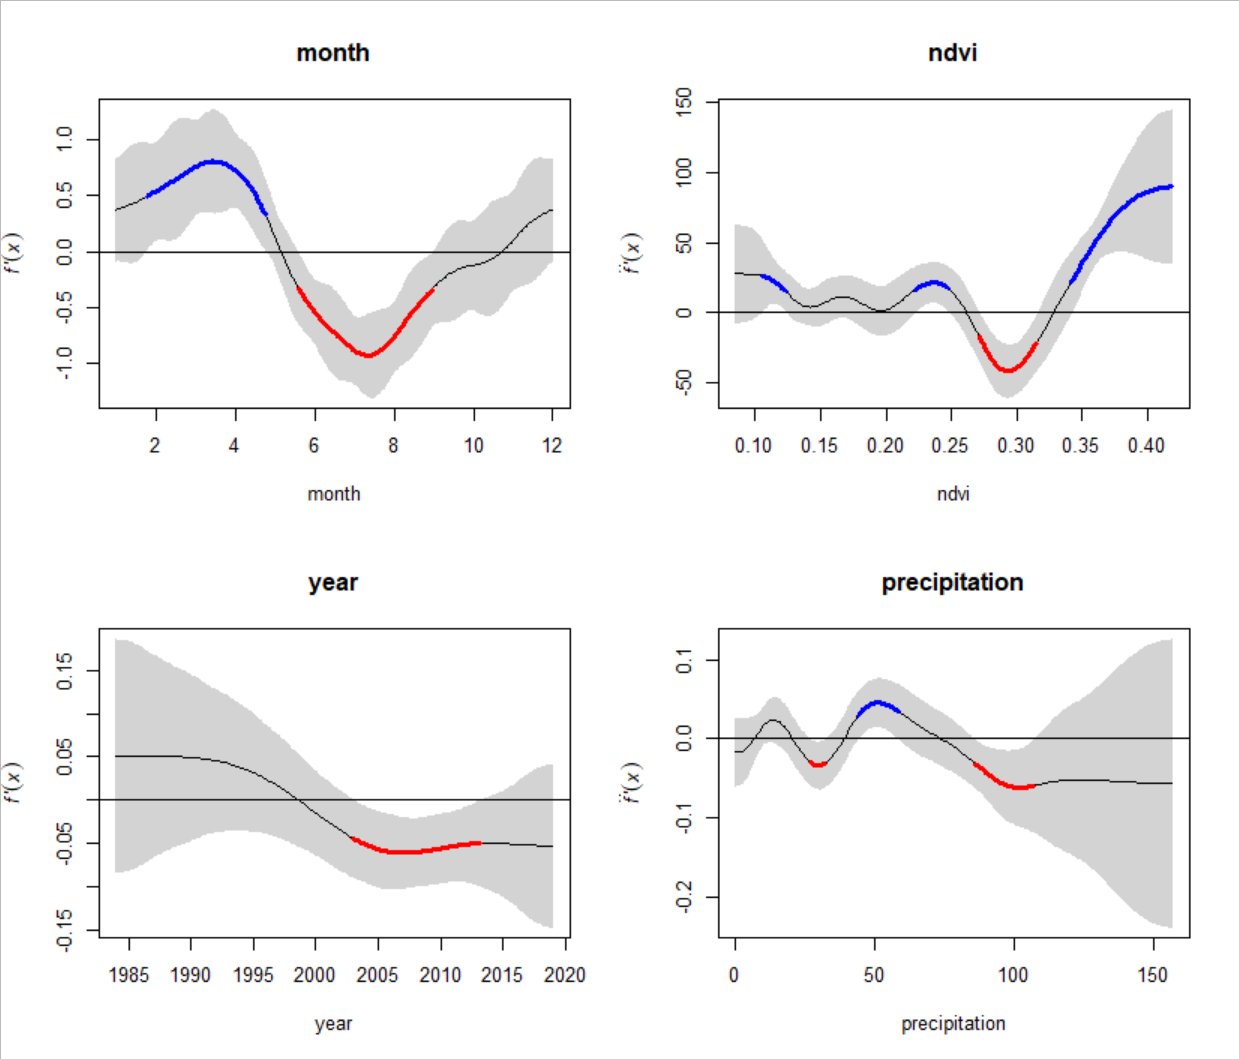 month
f'(x)
1.0
0.5
0.0
-0.5
-1.0
2 4 6 8 10 12
month
ndvi
f'(x)
150
100
50
0
-50
0.10 0.15 0.20 0.25 0.30 0.35 0.40
ndvi
year
f'(x)
0.15
0.05
-0.05
-0.15
1985 1990 1995 2000 2005 2010 2015 2020
year
precipitation
f'(x)
0.1
0.0
-0.1
-0.2
0 50 100 150
precipitation